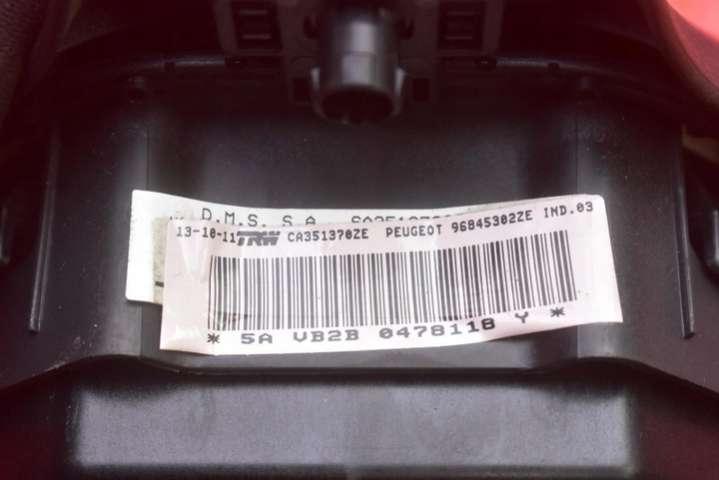 D.M.S. S.A.
13-10-11 TRW CA351370ZE PEUGEOT 96845302ZE IND.03
* 5A VB2B 0478118 Y *